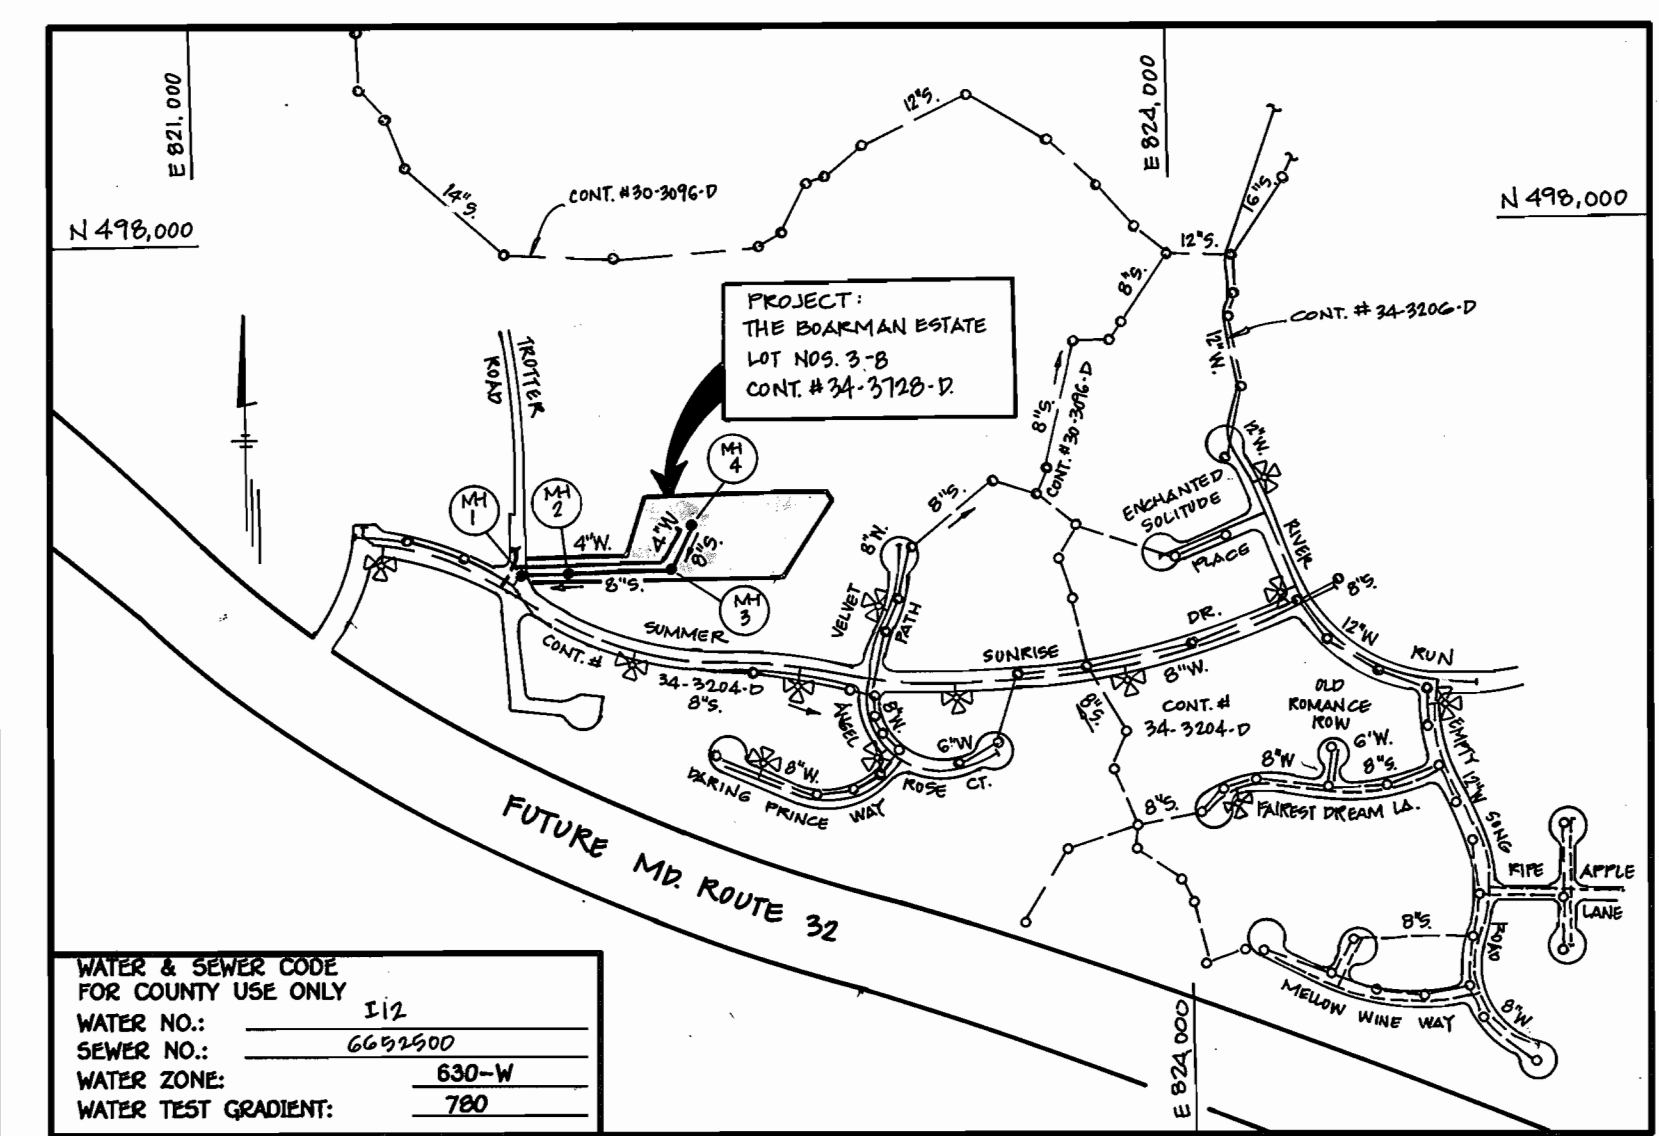 E 821,000
E 824,000
12"S.
N 498,000
N 498,000
14"S.
CONT. #30-3096-D
16"S.
12"S.
8"S.
CONT. #34-3206-D
12"W.
PROJECT:
THE BOARMAN ESTATE
LOT NOS. 3-8
CONT. #34-3728-D.
TROTTER
ROAD
8"S.
CONT. #30-3096-D
12"W.
MH
4
MH
1
MH
2
MH
3
4"W.
4"W
8"S.
8"S.
8"S.
8"W.
ENCHANTED
SOLITUDE
PLACE
RIVER
RUN
VELVET
PATH
SUMMER
SUNRISE
DR.
8"S.
12"W
8"W.
CONT. #
34-3204-D
8"S.
8"S.
CONT. #
34-3204-D
OLD
ROMANCE
ROW
ANGEL
8"W.
6"W
ROSE CT.
DARING PRINCE WAY
8"W.
6"W.
8"W
8"S.
FAIREST DREAM LA.
8"S.
EMPTY
12"W
SONG
ROAD
RIPE APPLE
LANE
8"S.
MELLOW WINE WAY
8"W.
FUTURE MD. ROUTE 32
E 824,000
WATER & SEWER CODE
FOR COUNTY USE ONLY
WATER NO.: I12
SEWER NO.: 6652500
WATER ZONE: 630-W
WATER TEST GRADIENT: 780